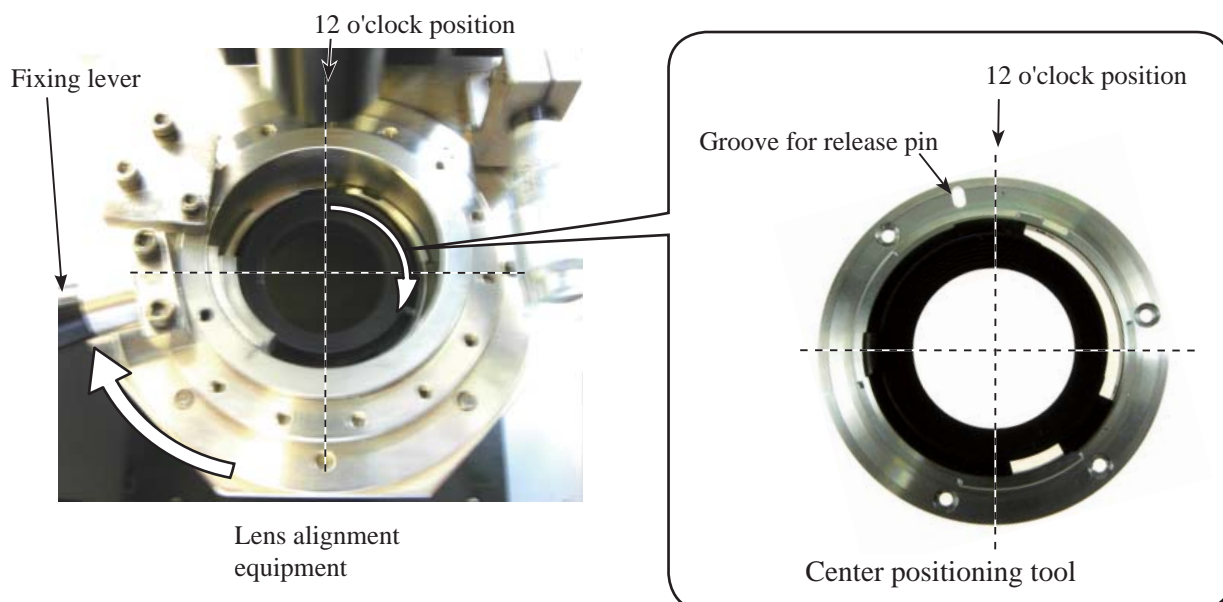 12 o'clock position
Fixing lever
12 o'clock position
Groove for release pin
Lens alignment
equipment
Center positioning tool